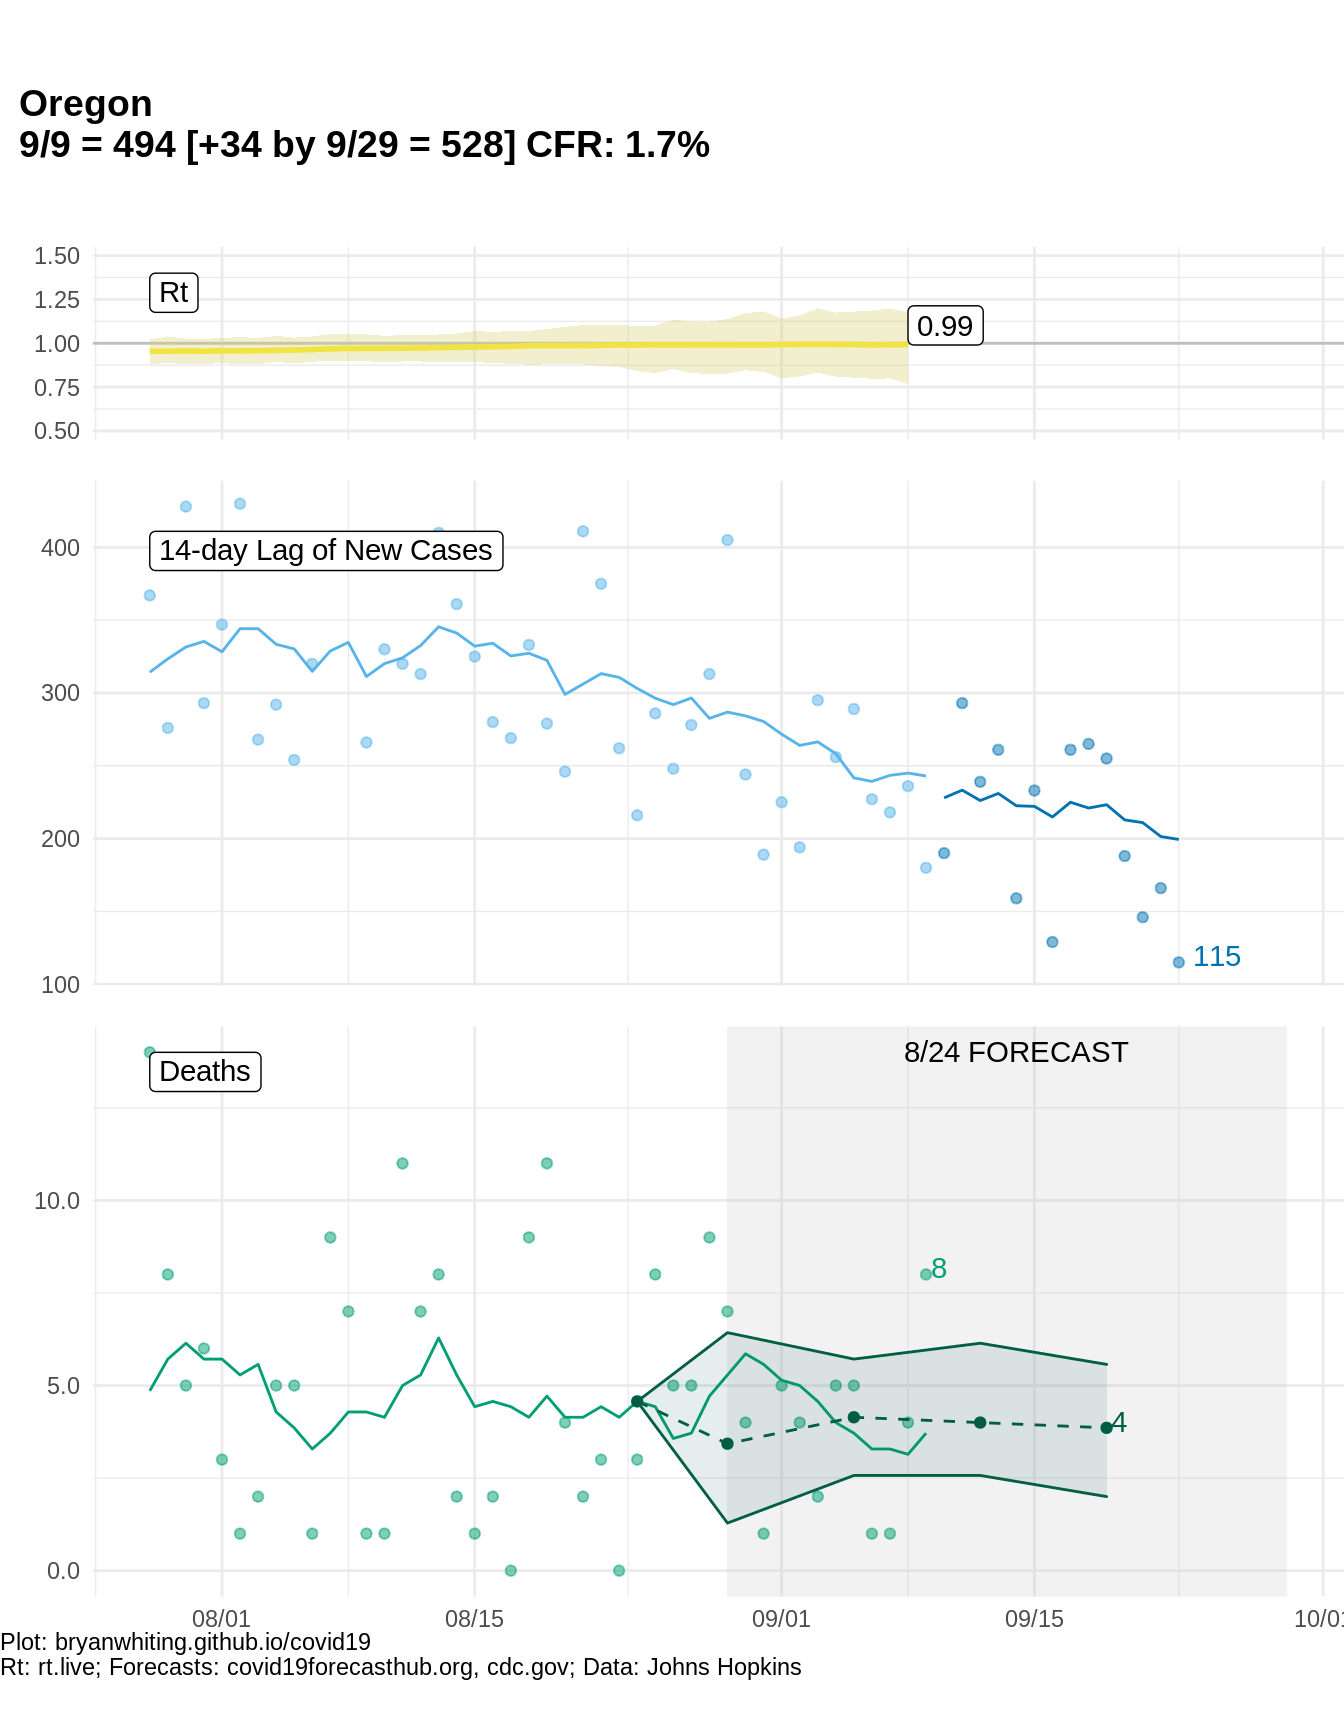 Oregon
9/9 = 494 [+34 by 9/29 = 528] CFR: 1.7%
1.50
1.25
1.00
0.75
0.50
Rt
0.99
400
300
200
100
14-day Lag of New Cases
115
10.0
5.0
0.0
Deaths
8/24 FORECAST
8
4
08/01 08/15 09/01 09/15 10/01
Plot: bryanwhiting.github.io/covid19
Rt: rt.live; Forecasts: covid19forecasthub.org, cdc.gov; Data: Johns Hopkins